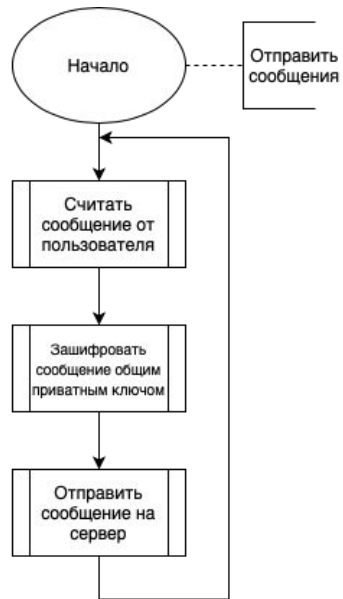 Начало
Отправить
сообщения
Считать
сообщение от
пользователя
Зашифровать
сообщение общим
приватным ключом
Отправить
сообщение на
сервер